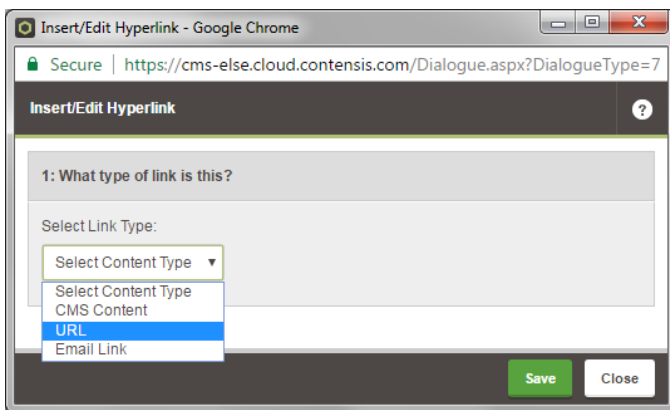 Insert/Edit Hyperlink - Google Chrome
Secure | https://cms-else.cloud.contensis.com/Dialogue.aspx?DialogueType=7
Insert/Edit Hyperlink ?
1: What type of link is this?
Select Link Type:
Select Content Type
Select Content Type
CMS Content
URL
Email Link
Save Close